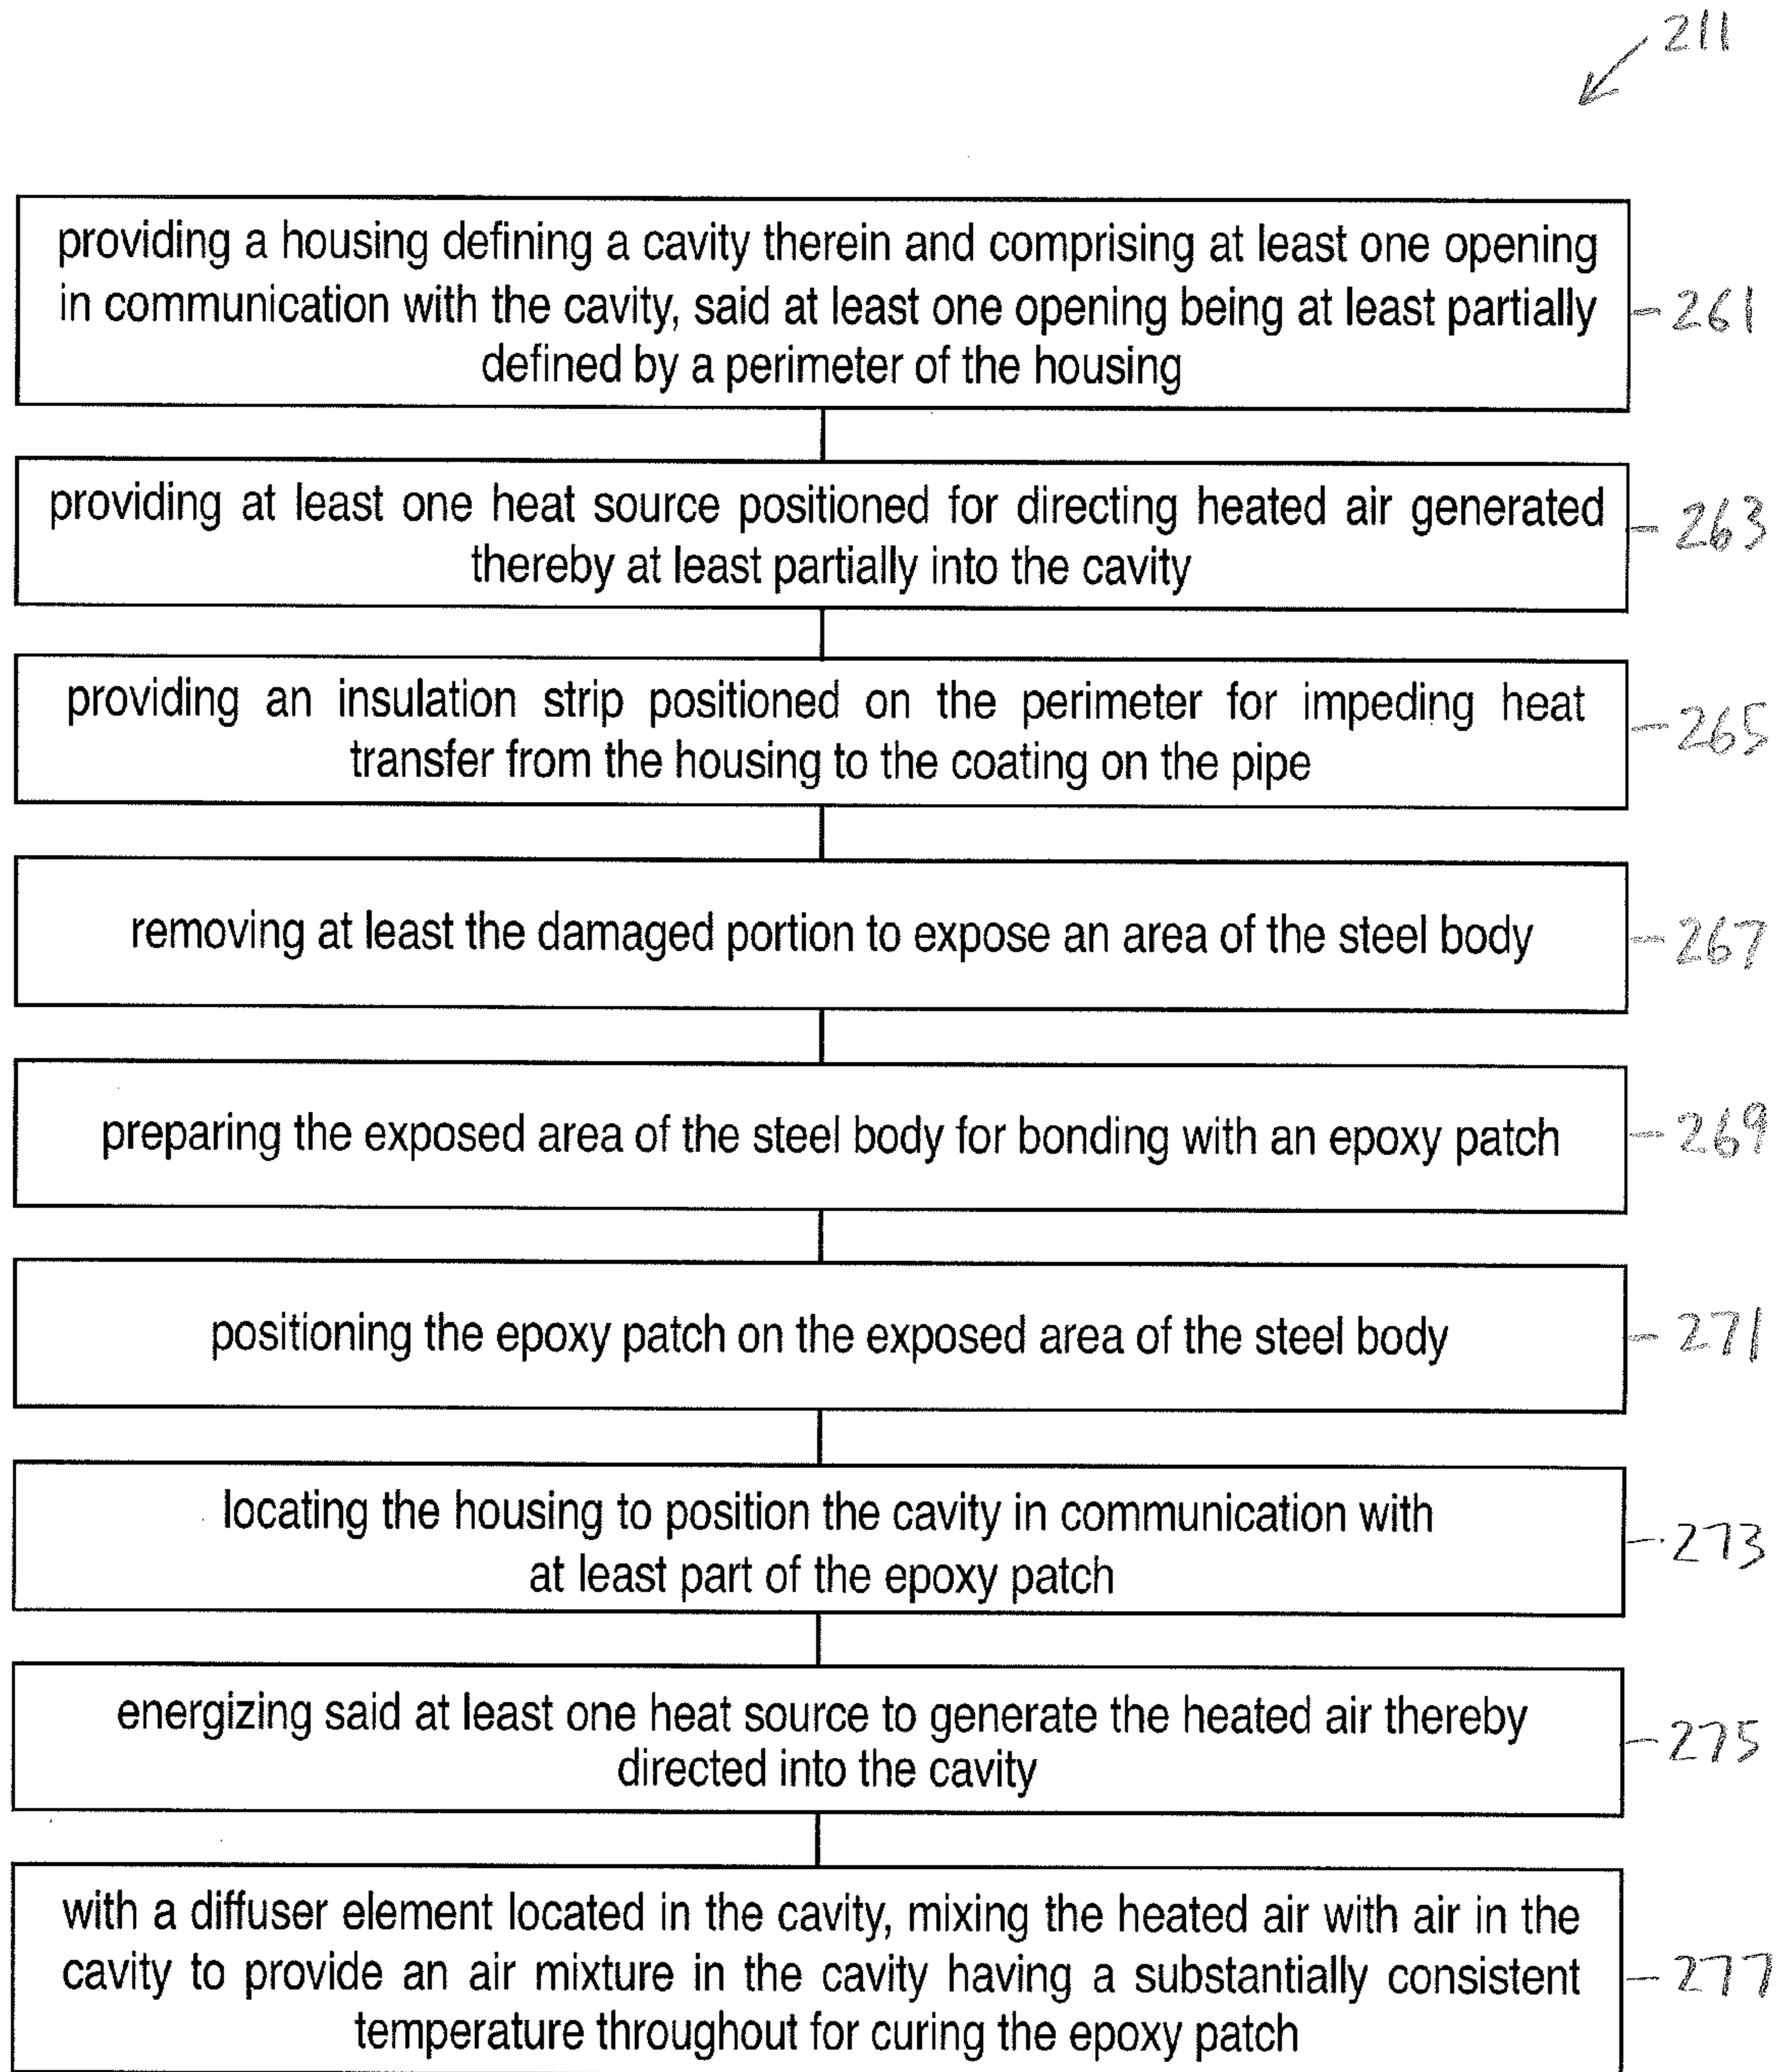 211
providing a housing defining a cavity therein and comprising at least one opening
in communication with the cavity, said at least one opening being at least partially
defined by a perimeter of the housing
261
providing at least one heat source positioned for directing heated air generated
thereby at least partially into the cavity
263
providing an insulation strip positioned on the perimeter for impeding heat
transfer from the housing to the coating on the pipe
265
removing at least the damaged portion to expose an area of the steel body
267
preparing the exposed area of the steel body for bonding with an epoxy patch
269
positioning the epoxy patch on the exposed area of the steel body
271
locating the housing to position the cavity in communication with
at least part of the epoxy patch
273
energizing said at least one heat source to generate the heated air thereby
directed into the cavity
275
with a diffuser element located in the cavity, mixing the heated air with air in the
cavity to provide an air mixture in the cavity having a substantially consistent
temperature throughout for curing the epoxy patch
277